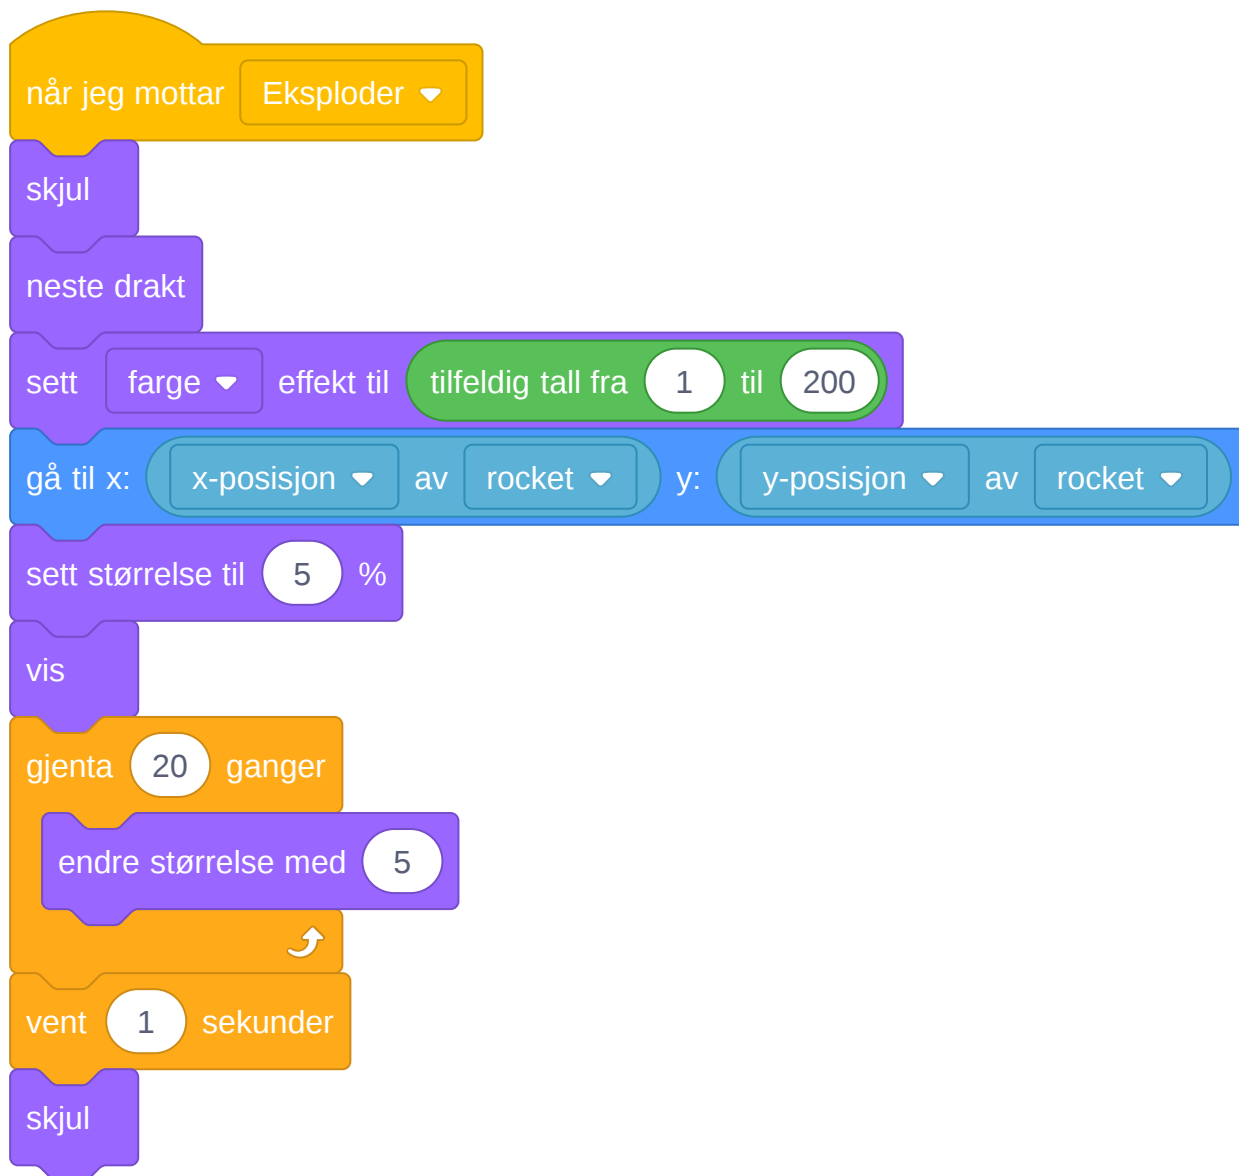 når jeg mottar Eksploder
skjul
neste drakt
sett farge effekt til tilfeldig tall fra 1 til 200
gå til x: x-posisjon av rocket y: y-posisjon av rocket
sett størrelse til 5 %
vis
gjenta 20 ganger
endre størrelse med 5
vent 1 sekunder
skjul